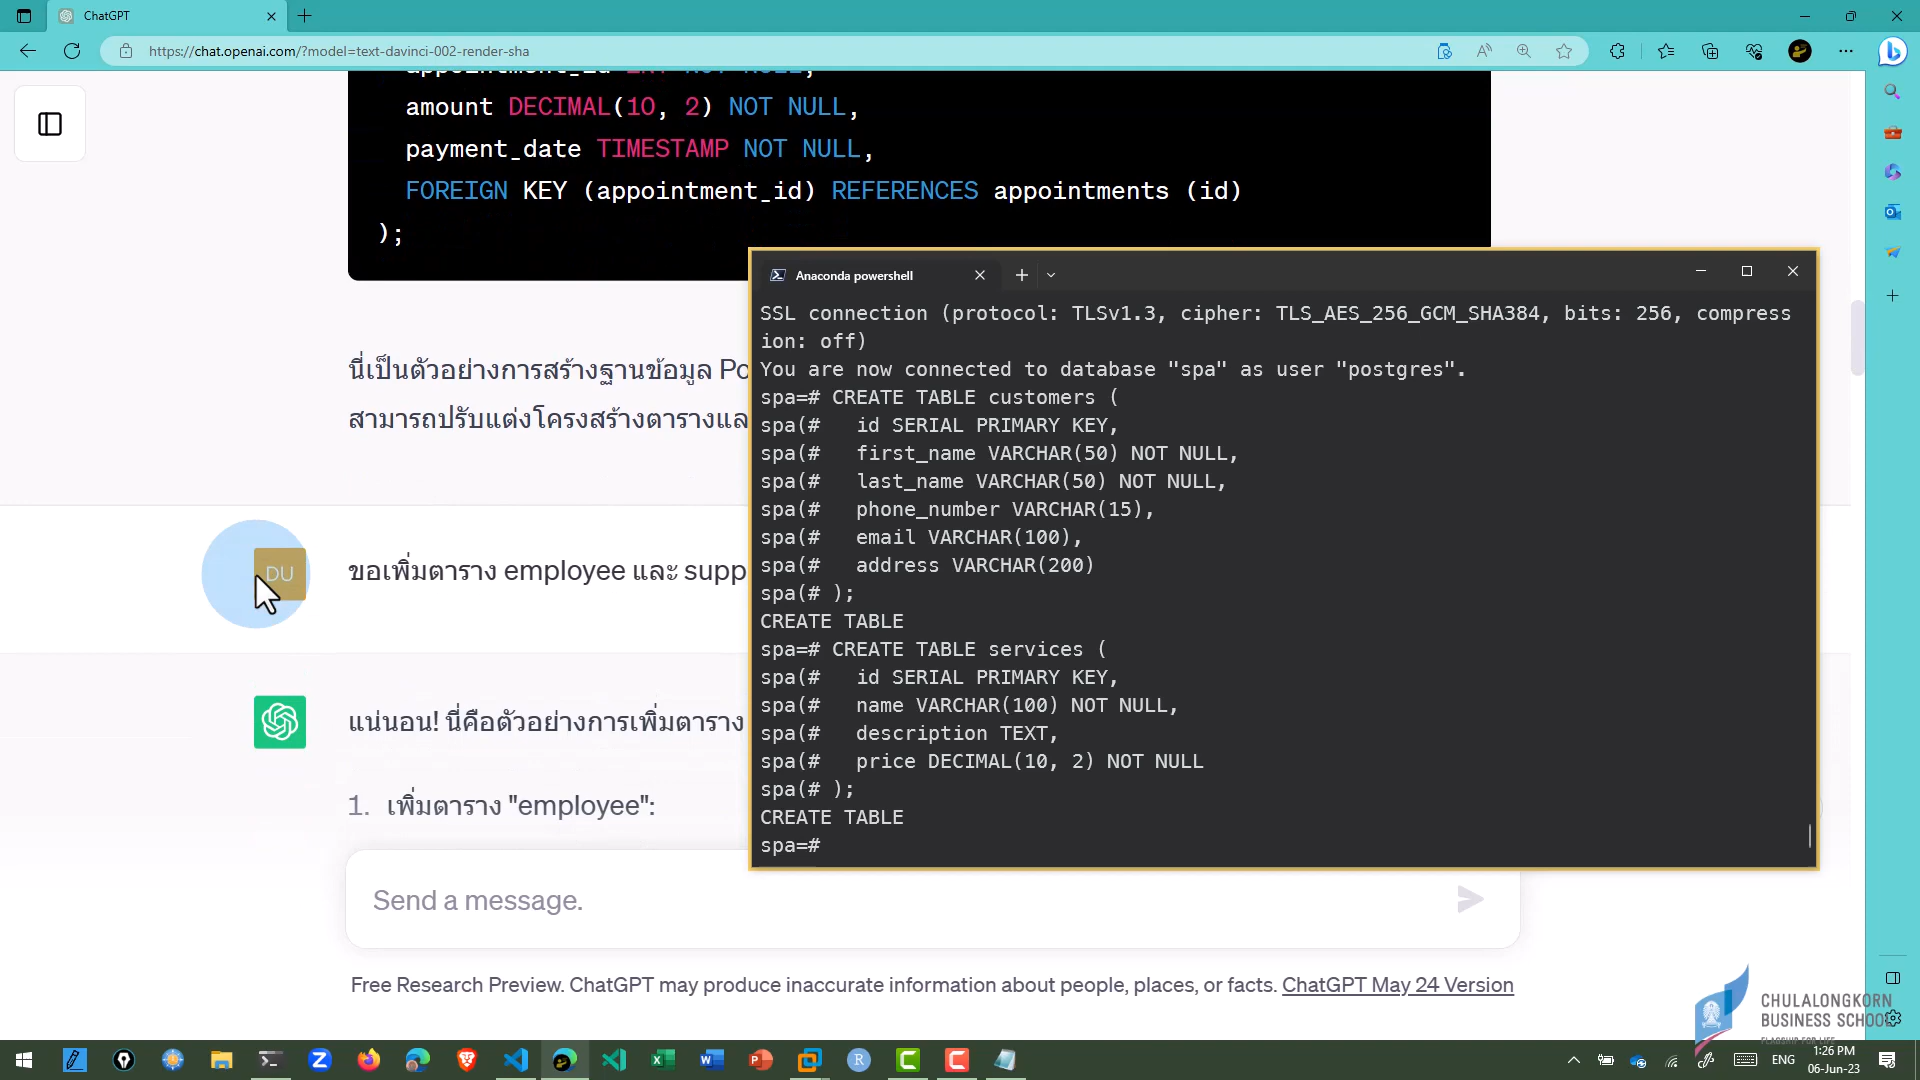 ChatGPT
https://chat.openai.com/?model=text-davinci-002-render-sha
appointment_id INT NOT NULL,
amount DECIMAL(10, 2) NOT NULL,
payment_date TIMESTAMP NOT NULL,
FOREIGN KEY (appointment_id) REFERENCES appointments (id)
);
นี่เป็นตัวอย่างการสร้างฐานข้อมูล Po
สามารถปรับแต่งโครงสร้างตารางแล
DU
ขอเพิ่มตาราง employee และ supp
แน่นอน! นี่คือตัวอย่างการเพิ่มตาราง
1. เพิ่มตาราง "employee":
Send a message.
Free Research Preview. ChatGPT may produce inaccurate information about people, places, or facts. ChatGPT May 24 Version
Anaconda powershell
SSL connection (protocol: TLSv1.3, cipher: TLS_AES_256_GCM_SHA384, bits: 256, compress
ion: off)
You are now connected to database "spa" as user "postgres".
spa=# CREATE TABLE customers (
spa(#   id SERIAL PRIMARY KEY,
spa(#   first_name VARCHAR(50) NOT NULL,
spa(#   last_name VARCHAR(50) NOT NULL,
spa(#   phone_number VARCHAR(15),
spa(#   email VARCHAR(100),
spa(#   address VARCHAR(200)
spa(# );
CREATE TABLE
spa=# CREATE TABLE services (
spa(#   id SERIAL PRIMARY KEY,
spa(#   name VARCHAR(100) NOT NULL,
spa(#   description TEXT,
spa(#   price DECIMAL(10, 2) NOT NULL
spa(# );
CREATE TABLE
spa=#
CHULALONGKORN
BUSINESS SCHOOL
FLAGSHIP FOR LIFE
ENG
1:26 PM
06-Jun-23